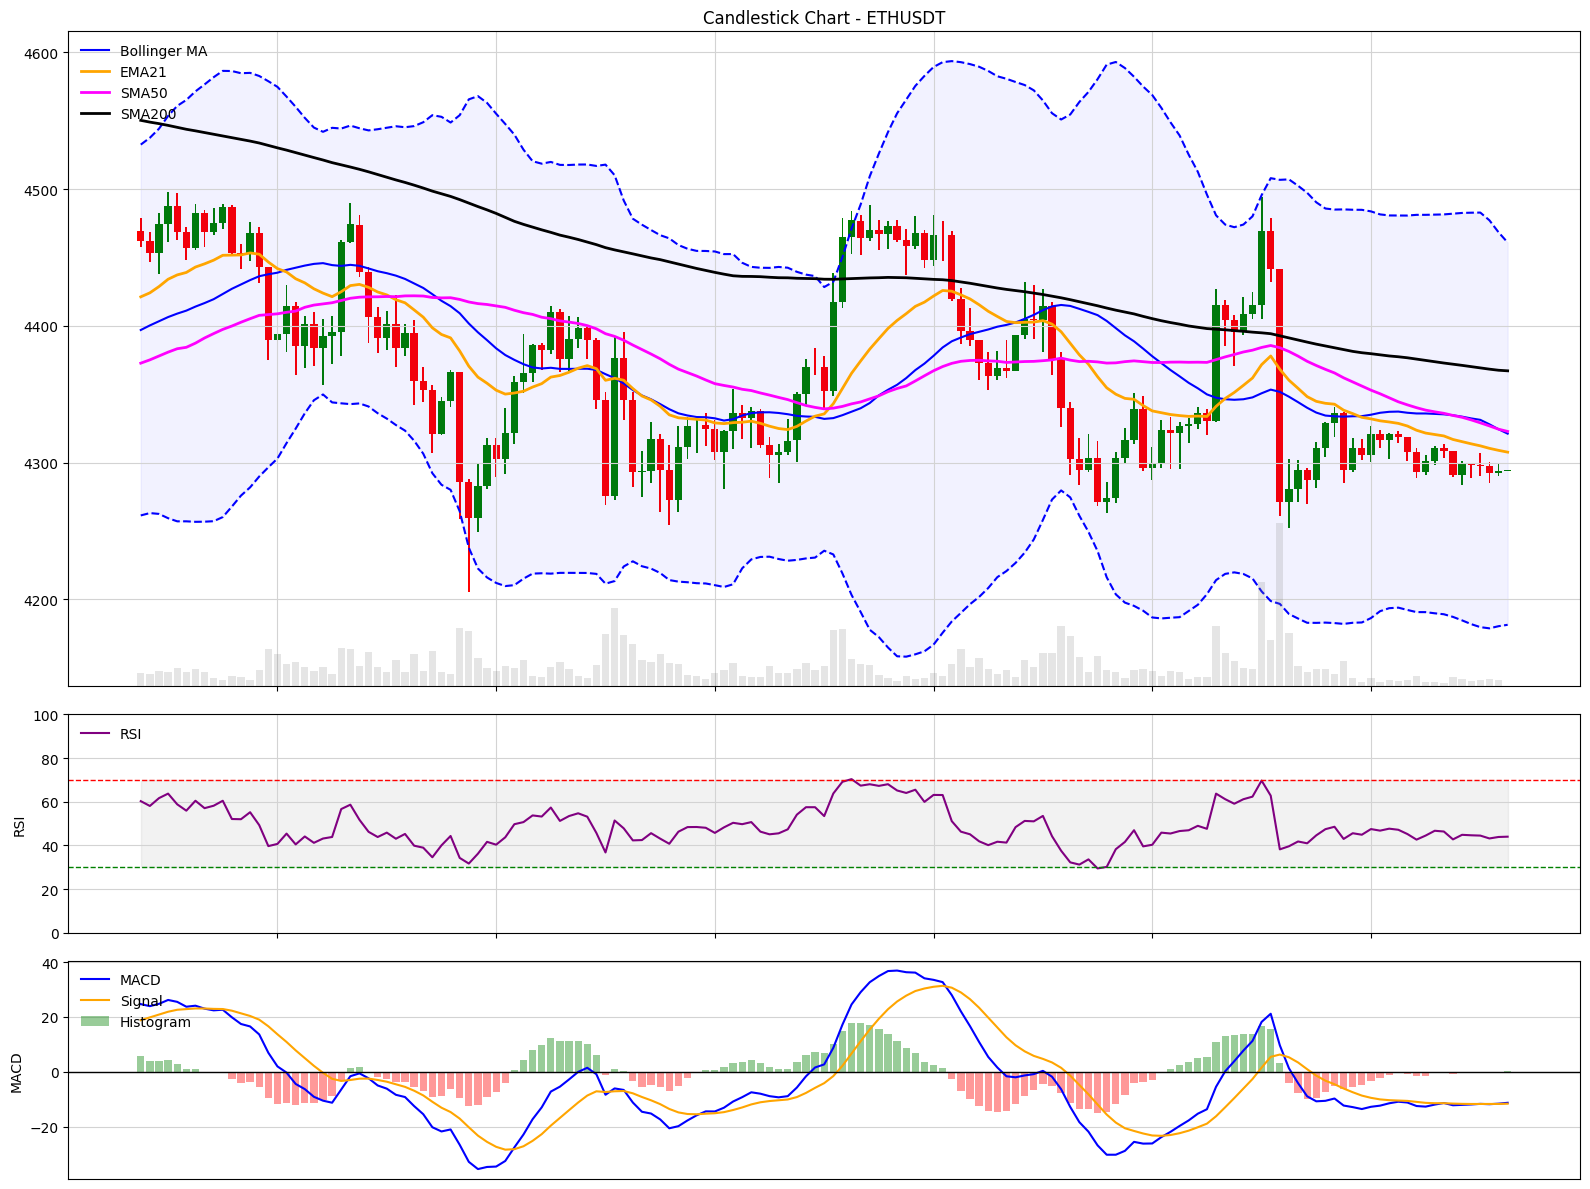 Candlestick Chart - ETHUSDT
4600
4500
4400
4300
4200
Bollinger MA
EMA21
SMA50
SMA200
100
80
60
40
20
0
RSI
RSI
40
20
0
−20
MACD
MACD
Signal
Histogram